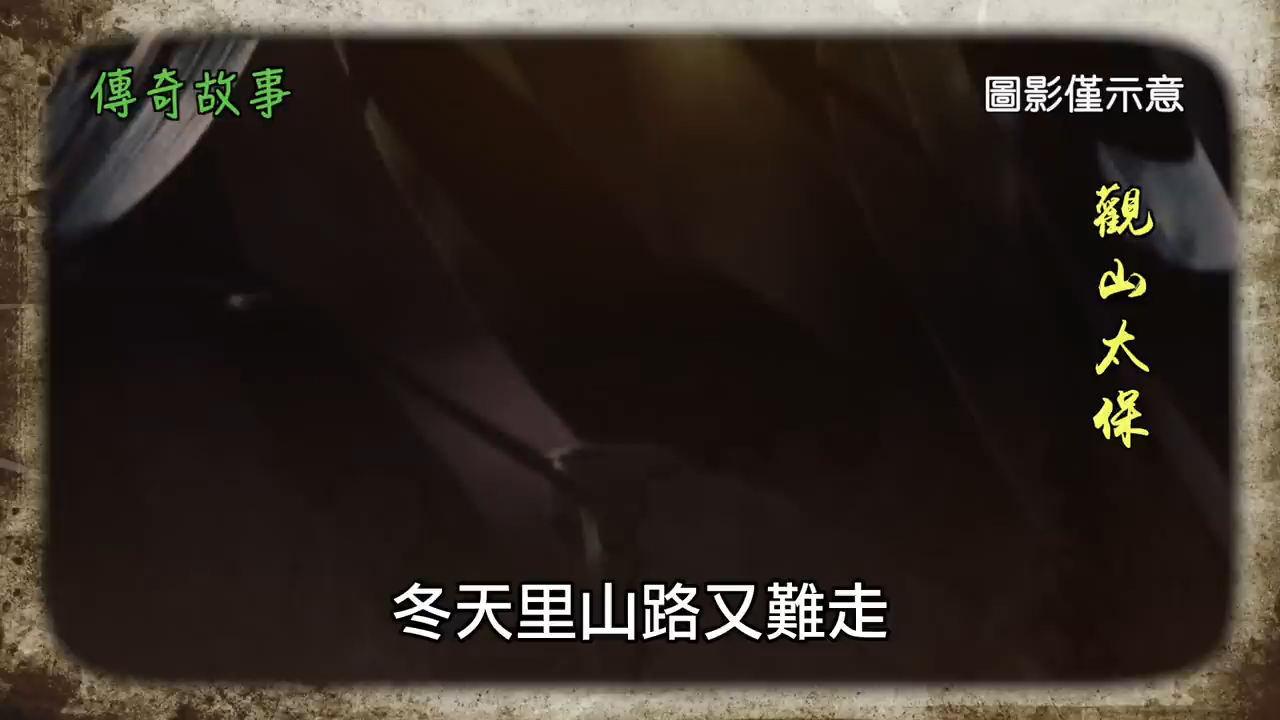 傳奇故事
圖影僅示意
觀山太保
冬天里山路又難走